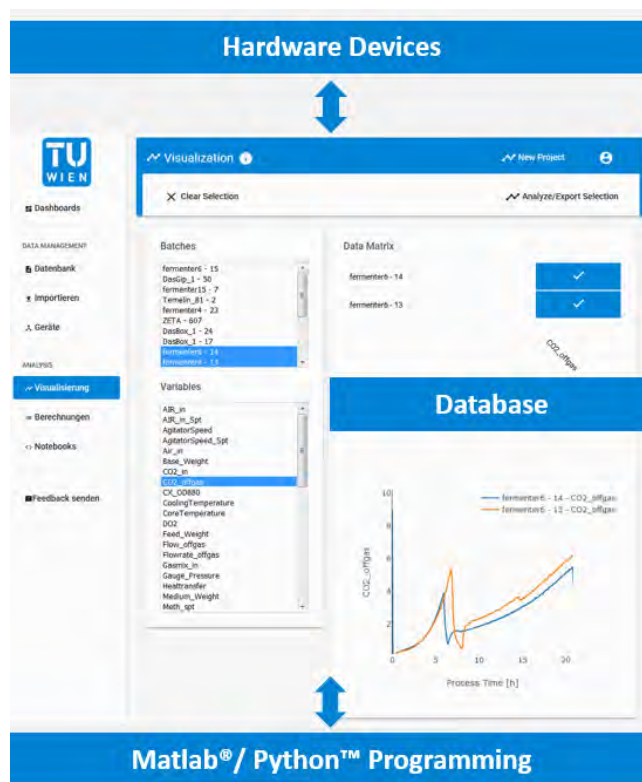 Hardware Devices
TU
WIEN
Dashboards
DATA MANAGEMENT
Datenbank
Importieren
Geräte
ANALYSIS
Visualisierung
Berechnungen
Notebooks
Feedback senden
Visualization
New Project
Clear Selection
Analyze/Export Selection
Batches
fermenter6 - 15
DasGip_1 - 50
fermenter15 - 7
Temelin_81 - 2
fermenter4 - 23
ZETA - 607
DasBox_1 - 24
DasBox_1 - 17
fermenter6 - 14
fermenter6 - 13
Data Matrix
fermenter6 - 14
fermenter6 - 13
CO2_offgas
Variables
AIR_in
AIR_in_Spt
AgitatorSpeed
AgitatorSpeed_Spt
Air_in
Base_Weight
CO2_in
CO2_offgas
CX_OD880
CoolingTemperature
CoreTemperature
DO2
Feed_Weight
Flow_offgas
Flowrate_offgas
Gasmix_in
Gauge_Pressure
Heattransfer
Medium_Weight
Meth_spt
Database
fermenter6 - 14 - CO2_offgas
fermenter6 - 13 - CO2_offgas
CO2_offgas
10
8
6
4
2
0
5
10
15
20
Process Time [h]
Matlab®/ Python™ Programming